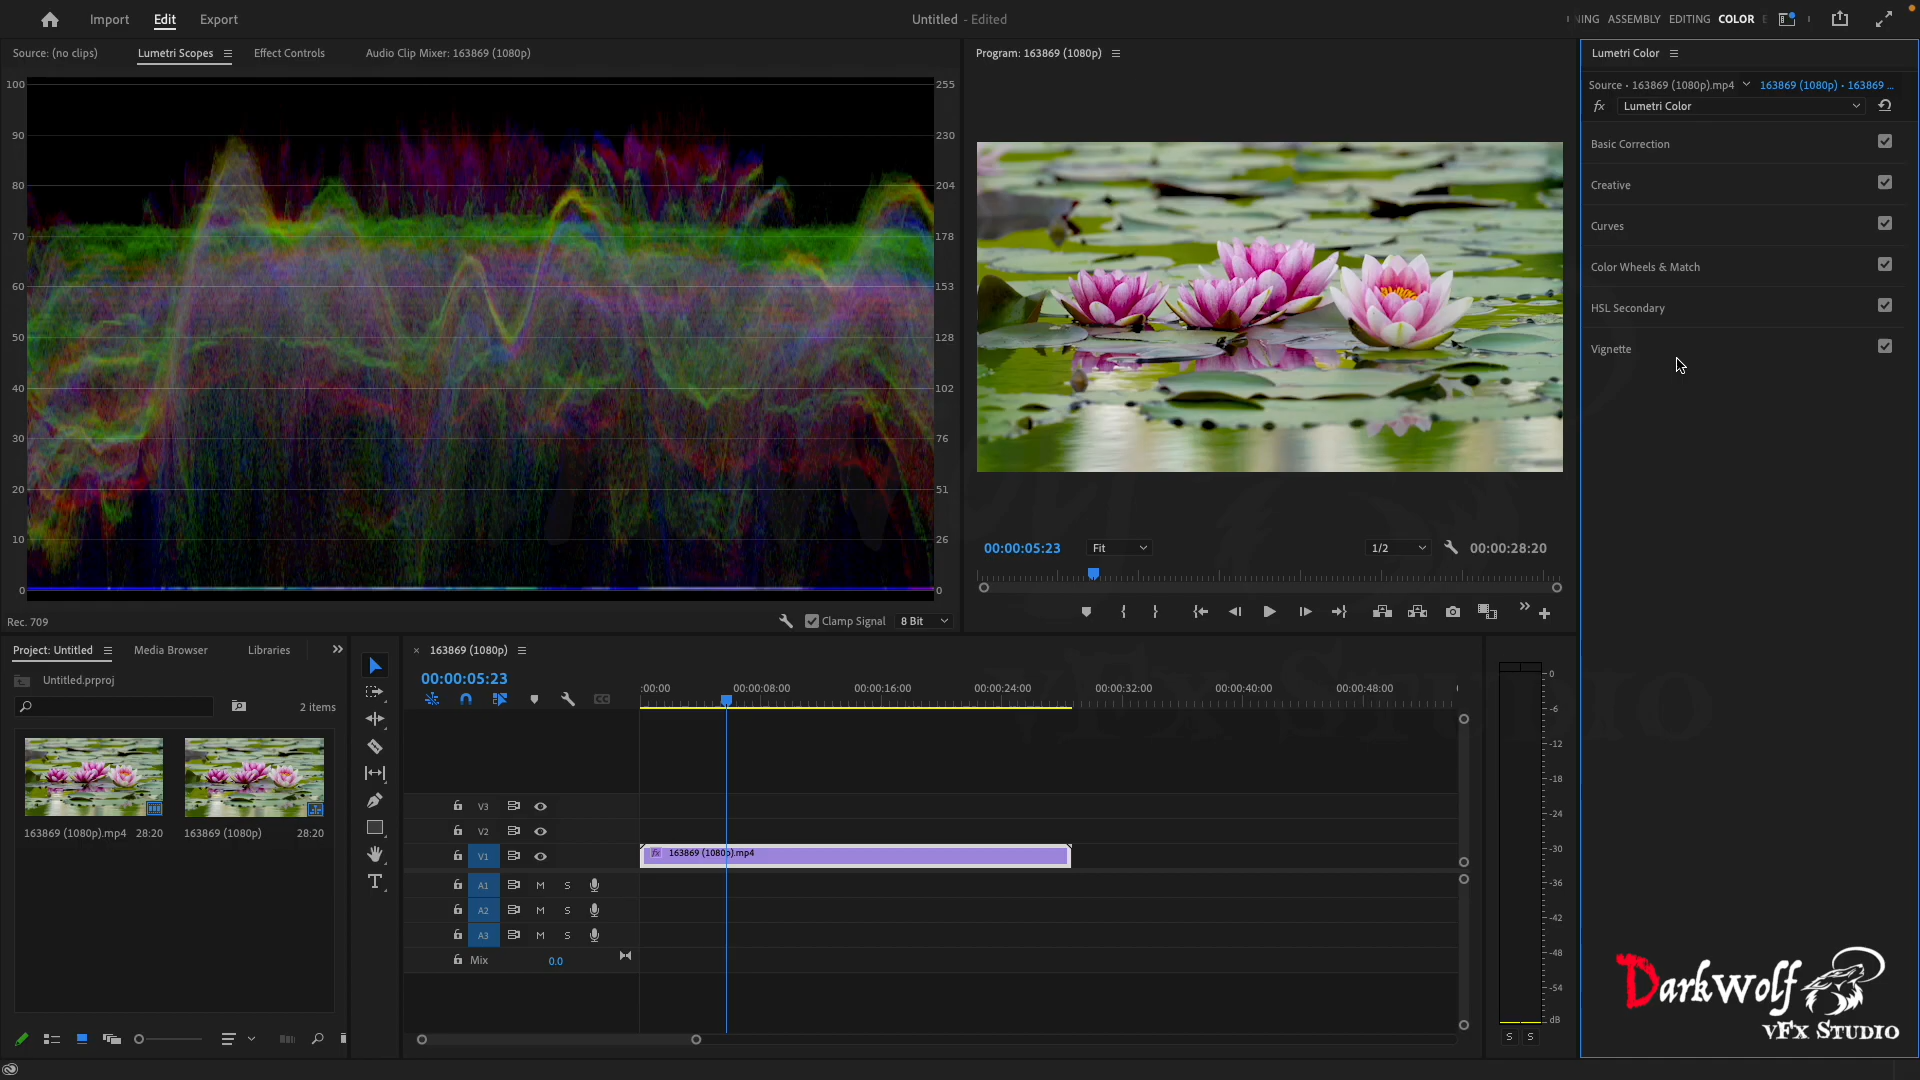 Import Edit Export Untitled - Edited NING ASSEMBLY EDITING COLOR
Source: (no clips) Lumetri Scopes Effect Controls Audio Clip Mixer: 163869 (1080p)
100 255
90 230
80 204
70 178
60 153
50 128
40 102
30 76
20 51
10 26
0 0
Rec. 709 Clamp Signal 8 Bit
Program: 163869 (1080p)
00:00:05:23 Fit 1/2 00:00:28:20
Lumetri Color
Source • 163869 (1080p).mp4 163869 (1080p) • 163869 ...
fx Lumetri Color
Basic Correction
Creative
Curves
Color Wheels & Match
HSL Secondary
Vignette
Project: Untitled Media Browser Libraries
Untitled.prproj
2 items
163869 (1080p).mp4 28:20 163869 (1080p) 28:20
163869 (1080p)
00:00:05:23
:00:00 00:00:08:00 00:00:16:00 00:00:24:00 00:00:32:00 00:00:40:00 00:00:48:00
V3
V2
V1 fx 163869 (1080p).mp4
A1 M S
A2 M S
A3 M S
Mix 0.0
0
-6
-12
-18
-24
-30
-36
-42
-48
-54
dB
S S
DarkWolf
vFx Studio